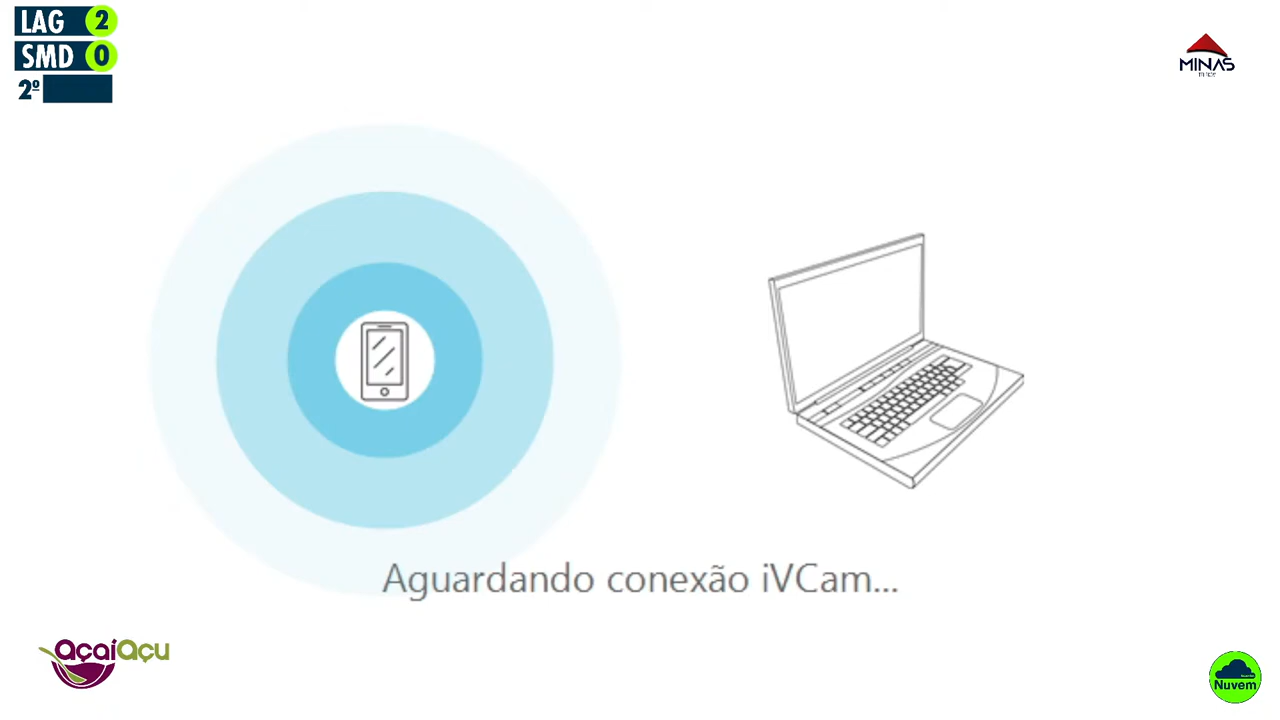 LAG 2
SMD 0
2º
MINAS
açaíAçu
Aguardando conexão iVCam...
Nuvem